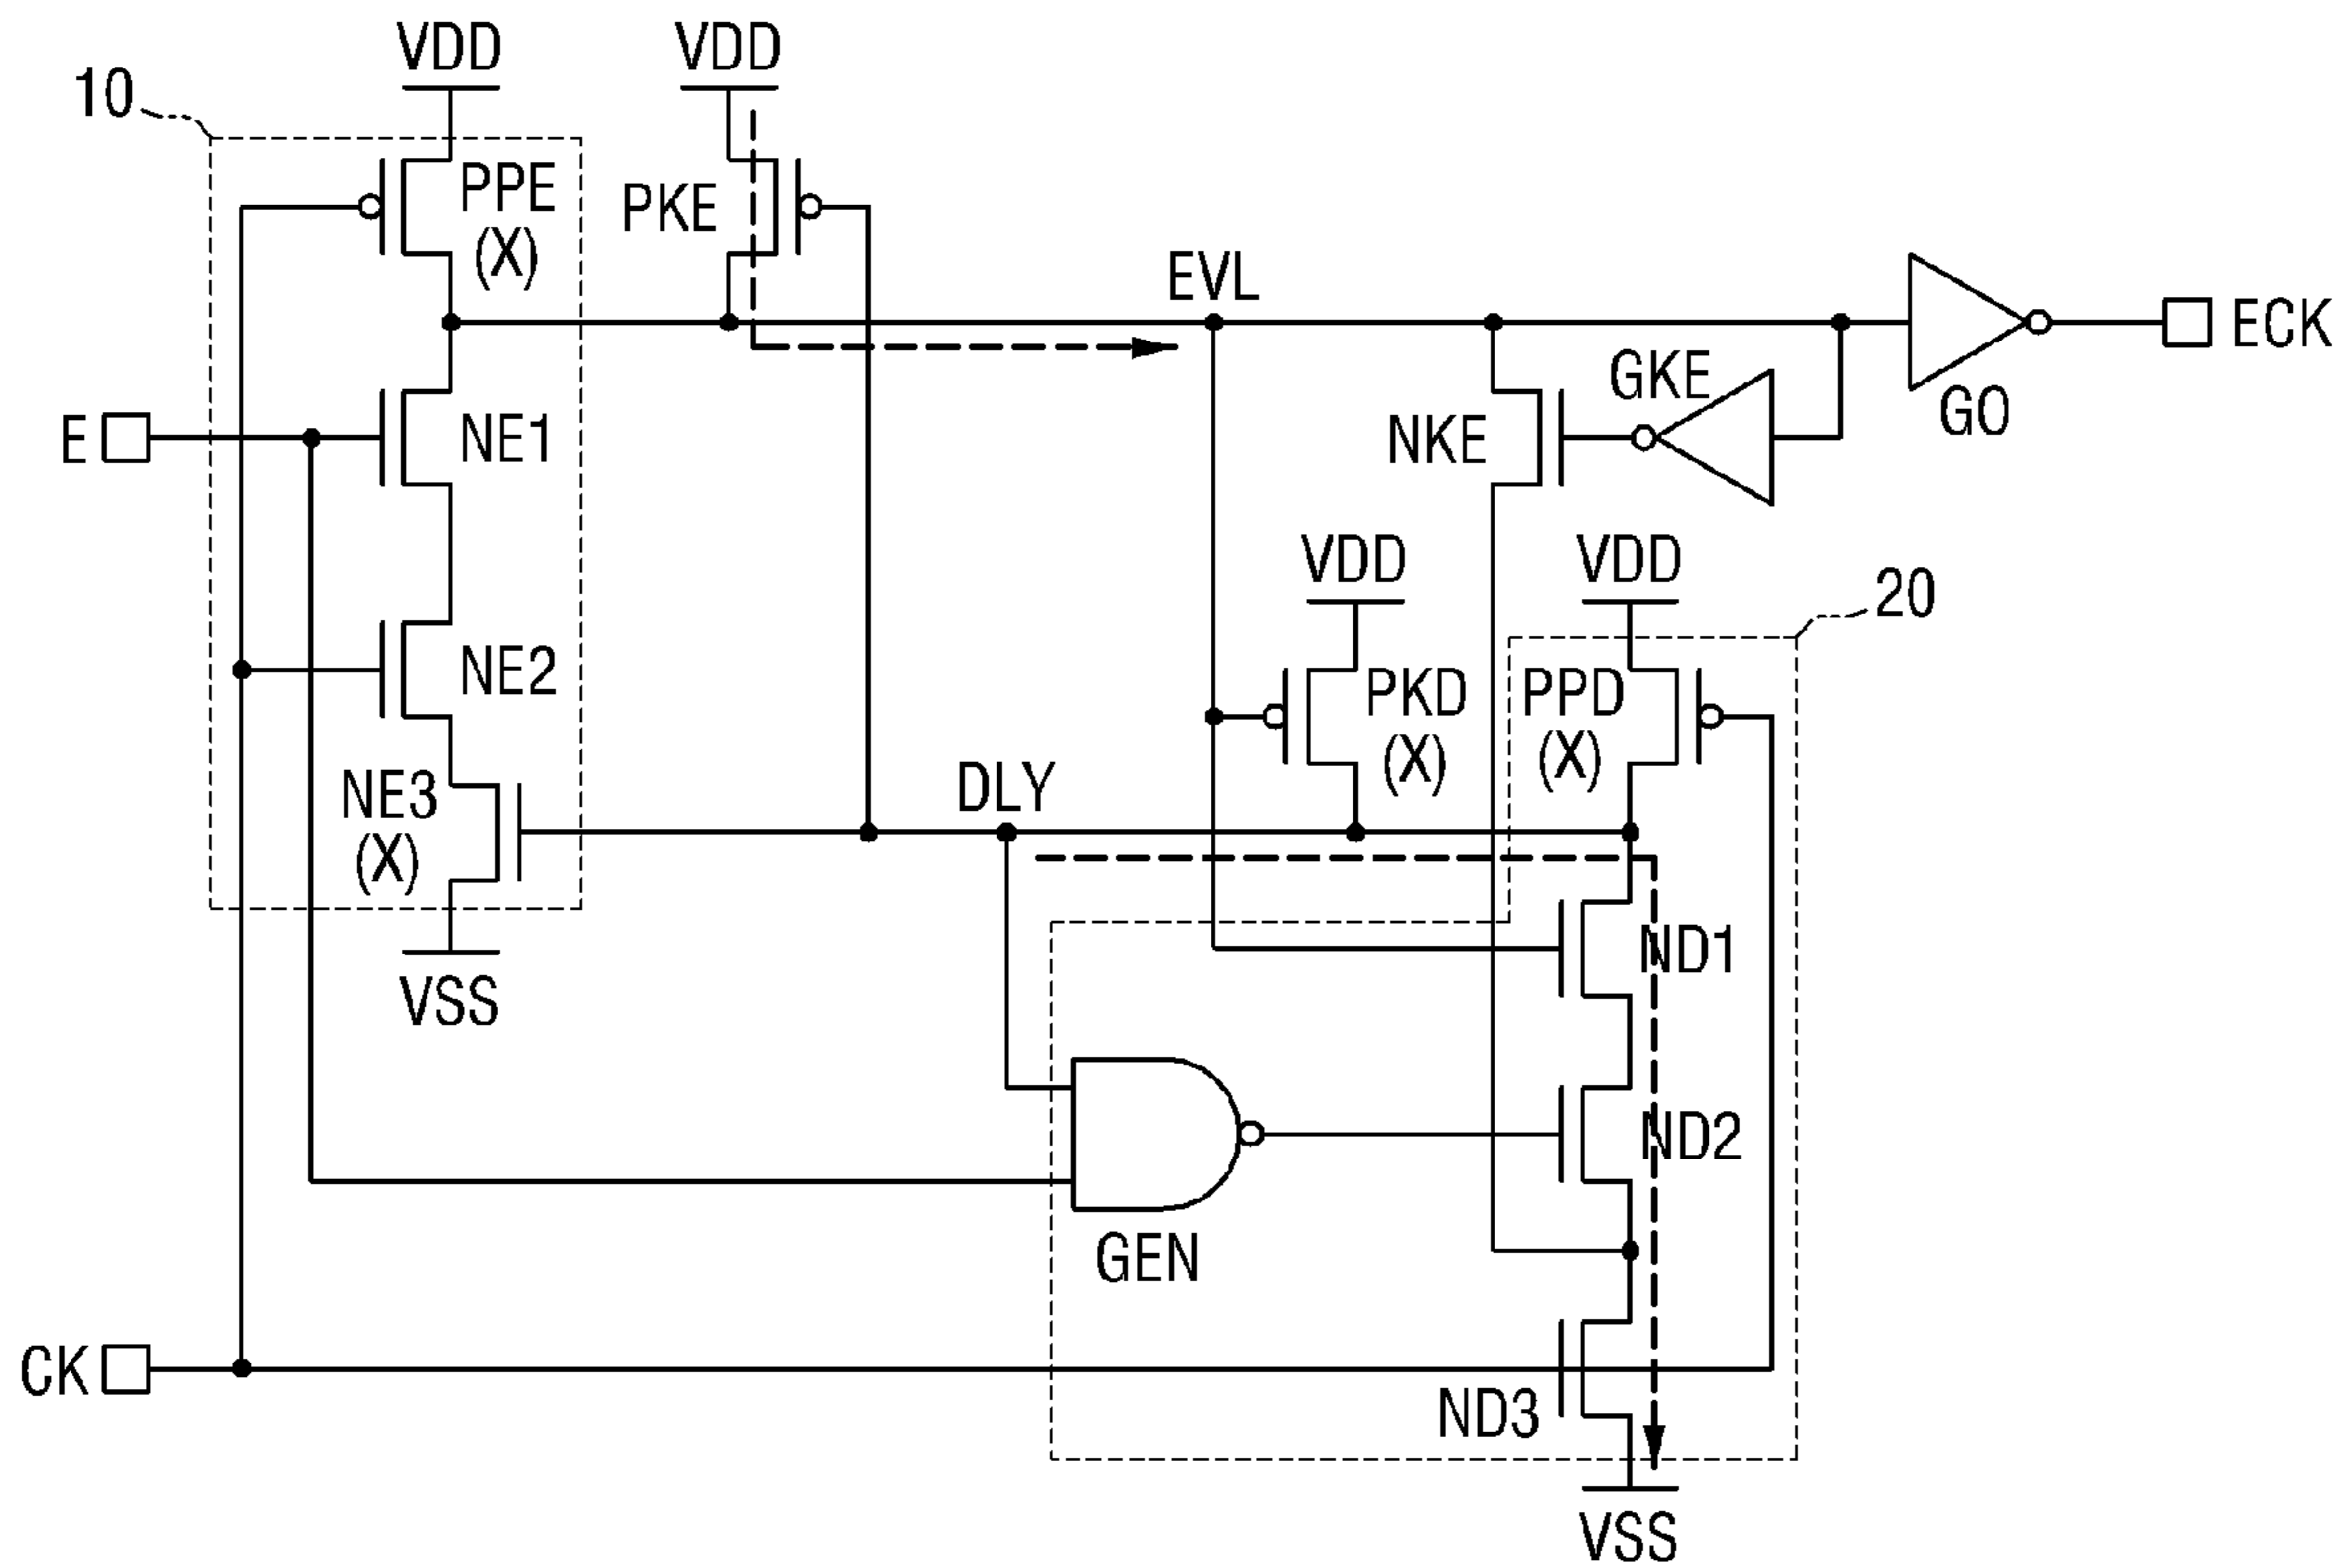 VDD
VDD
10
PPE
(X)
PKE
EVL
ECK
GKE
GO
E
NE1
NKE
VDD
VDD
20
NE2
PKD
(X)
PPD
(X)
NE3
(X)
DLY
ND1
VSS
ND2
GEN
CK
ND3
VSS